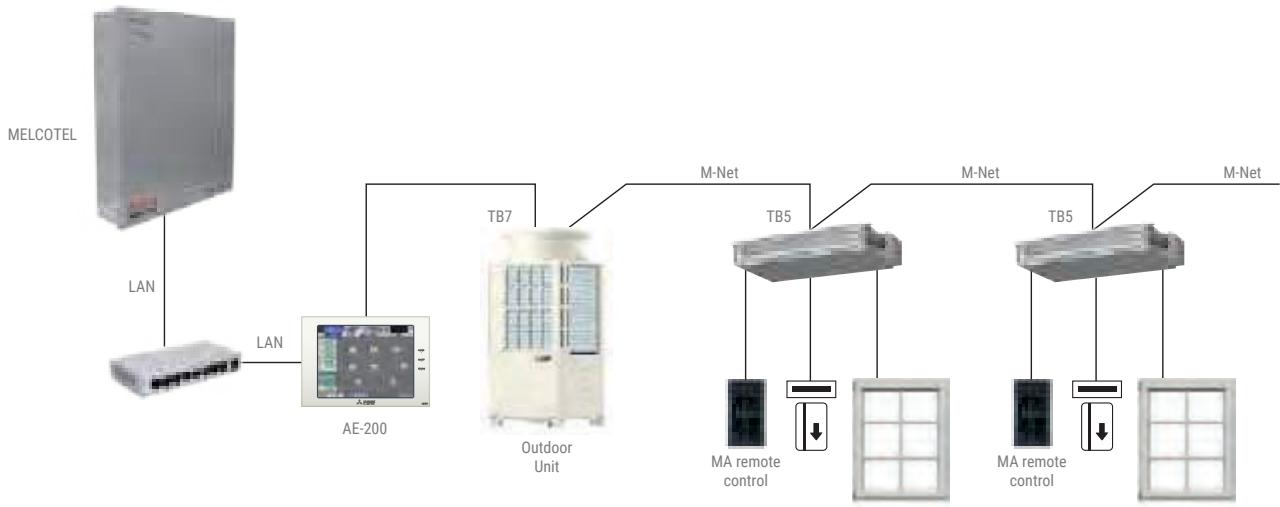 MELCOTEL
LAN
LAN
AE-200
TB7
Outdoor
Unit
M-Net
TB5
MA remote
control
M-Net
TB5
MA remote
control
M-Net